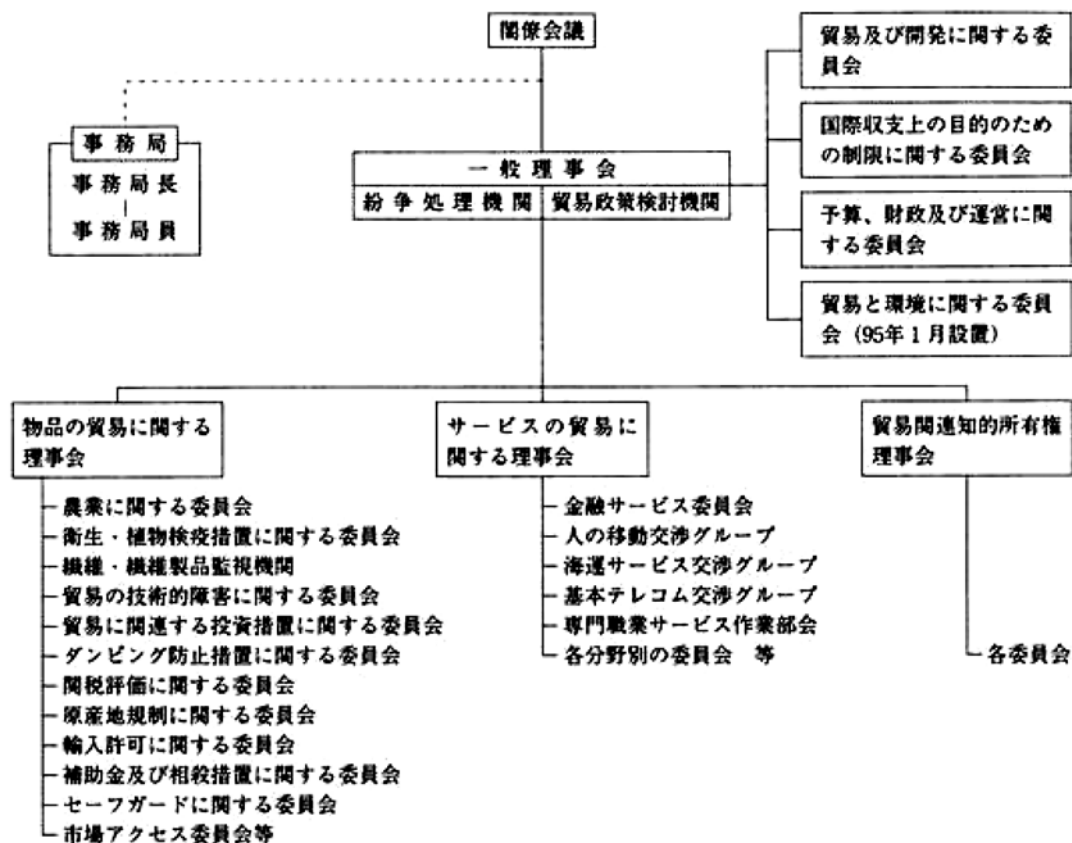 閣僚会議
事務局
事務局長
事務局員
一般理事会
紛争処理機関 貿易政策検討機関
貿易及び開発に関する委
員会
国際収支上の目的のため
の制限に関する委員会
予算、財政及び運営に関
する委員会
貿易と環境に関する委員
会（95年1月設置）
物品の貿易に関する
理事会
農業に関する委員会
衛生・植物検疫措置に関する委員会
繊維・繊維製品監視機関
貿易の技術的障害に関する委員会
貿易に関連する投資措置に関する委員会
ダンピング防止措置に関する委員会
関税評価に関する委員会
原産地規制に関する委員会
輸入許可に関する委員会
補助金及び相殺措置に関する委員会
セーフガードに関する委員会
市場アクセス委員会等
サービスの貿易に
関する理事会
金融サービス委員会
人の移動交渉グループ
海運サービス交渉グループ
基本テレコム交渉グループ
専門職業サービス作業部会
各分野別の委員会　等
貿易関連知的所有権
理事会
各委員会